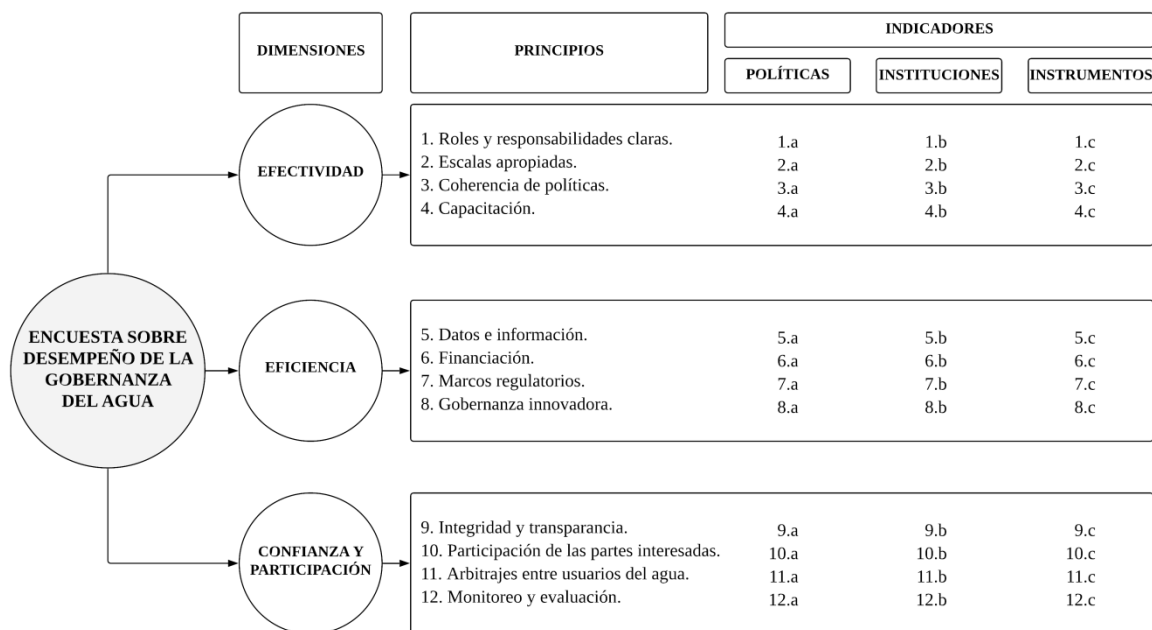 DIMENSIONES
PRINCIPIOS
INDICADORES
POLÍTICAS
INSTITUCIONES
INSTRUMENTOS
ENCUESTA SOBRE
DESEMPEÑO DE LA
GOBERNANZA
DEL AGUA
EFECTIVIDAD
1. Roles y responsabilidades claras. 1.a 1.b 1.c
2. Escalas apropiadas. 2.a 2.b 2.c
3. Coherencia de políticas. 3.a 3.b 3.c
4. Capacitación. 4.a 4.b 4.c
EFICIENCIA
5. Datos e información. 5.a 5.b 5.c
6. Financiación. 6.a 6.b 6.c
7. Marcos regulatorios. 7.a 7.b 7.c
8. Gobernanza innovadora. 8.a 8.b 8.c
CONFIANZA Y
PARTICIPACIÓN
9. Integridad y transparancia. 9.a 9.b 9.c
10. Participación de las partes interesadas. 10.a 10.b 10.c
11. Arbitrajes entre usuarios del agua. 11.a 11.b 11.c
12. Monitoreo y evaluación. 12.a 12.b 12.c